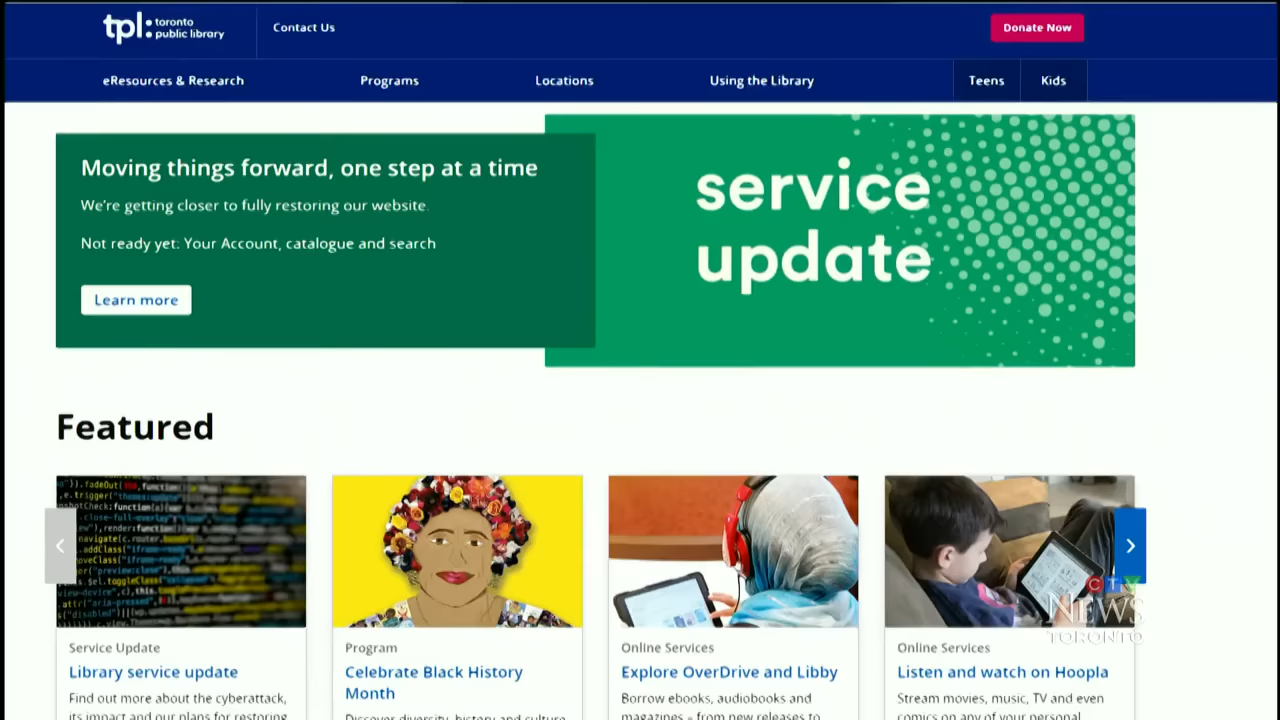 tpl: toronto public library
Contact Us
Donate Now
eResources & Research
Programs
Locations
Using the Library
Teens
Kids
Moving things forward, one step at a time
We're getting closer to fully restoring our website.
Not ready yet: Your Account, catalogue and search
Learn more
service
update
Featured
Service Update
Library service update
Find out more about the cyberattack,
its impact and our plans for restoring
Program
Celebrate Black History
Month
Discover diversity, history and culture
Online Services
Explore OverDrive and Libby
Borrow ebooks, audiobooks and
magazines – from new releases to
Online Services
Listen and watch on Hoopla
Stream movies, music, TV and even
comics on any of your personal
CTV
NEWS
TORONTO